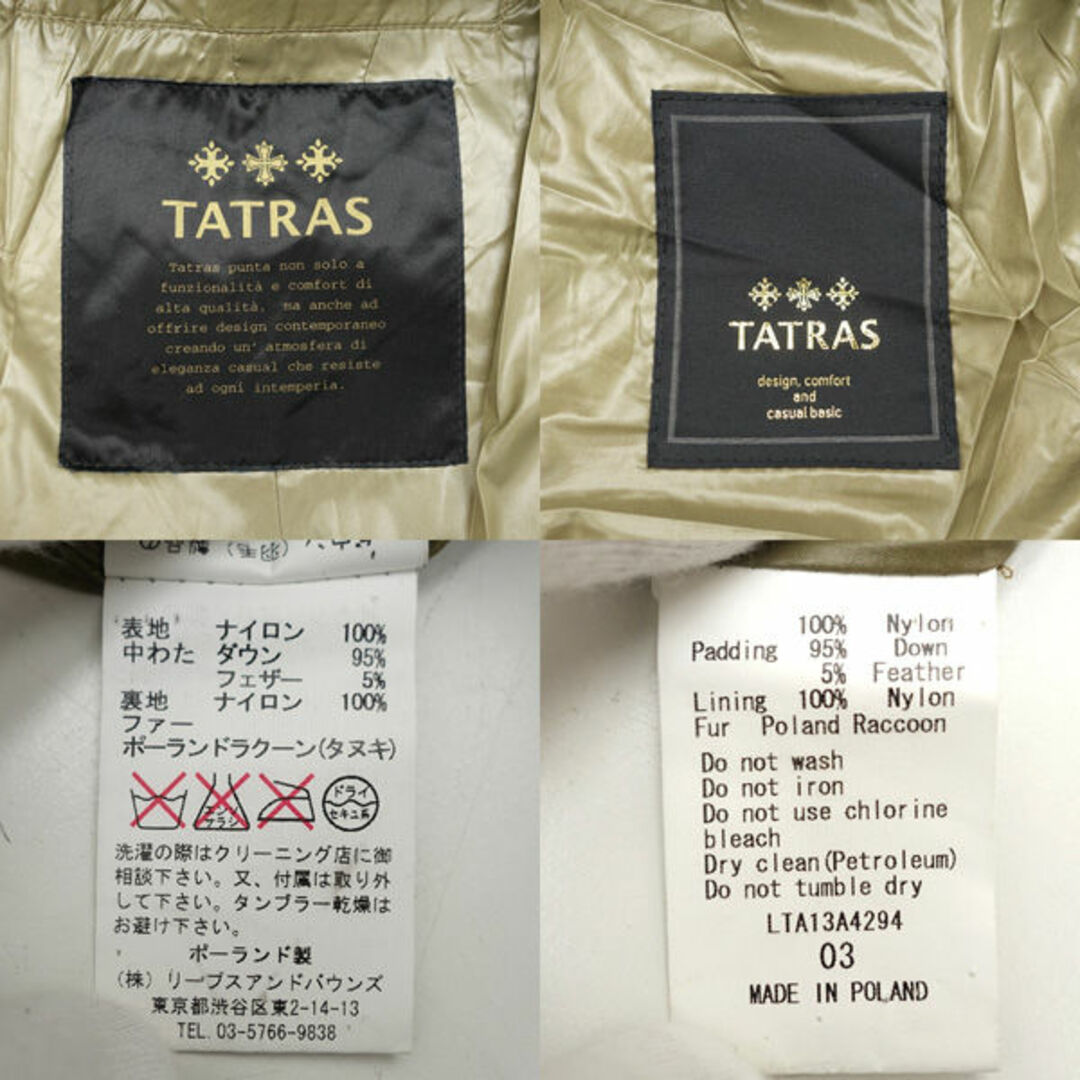 TATRAS
Tatras punta non solo a
funzionalità e comfort di
alta qualità, ma anche ad
offrire design contemporaneo
creando un' atmosfera di
eleganza casual che resiste
ad ogni intemperia.
TATRAS
design, comfort
and
casual basic
表地 ナイロン 100%
中わた ダウン 95%
フェザー 5%
裏地 ナイロン 100%
ファー
ポーランドラクーン(タヌキ)
エンソ
サラシ
ドライ
セキユ系
洗濯の際はクリーニング店に御
相談下さい。又、付属は取り外
して下さい。タンブラー乾燥は
お避け下さい。
ポーランド製
(株) リープスアンドバウンズ
東京都渋谷区東2-14-13
TEL. 03-5766-9838
100% Nylon
Padding 95% Down
5% Feather
Lining 100% Nylon
Fur Poland Raccoon
Do not wash
Do not iron
Do not use chlorine
bleach
Dry clean(Petroleum)
Do not tumble dry
LTA13A4294
03
MADE IN POLAND